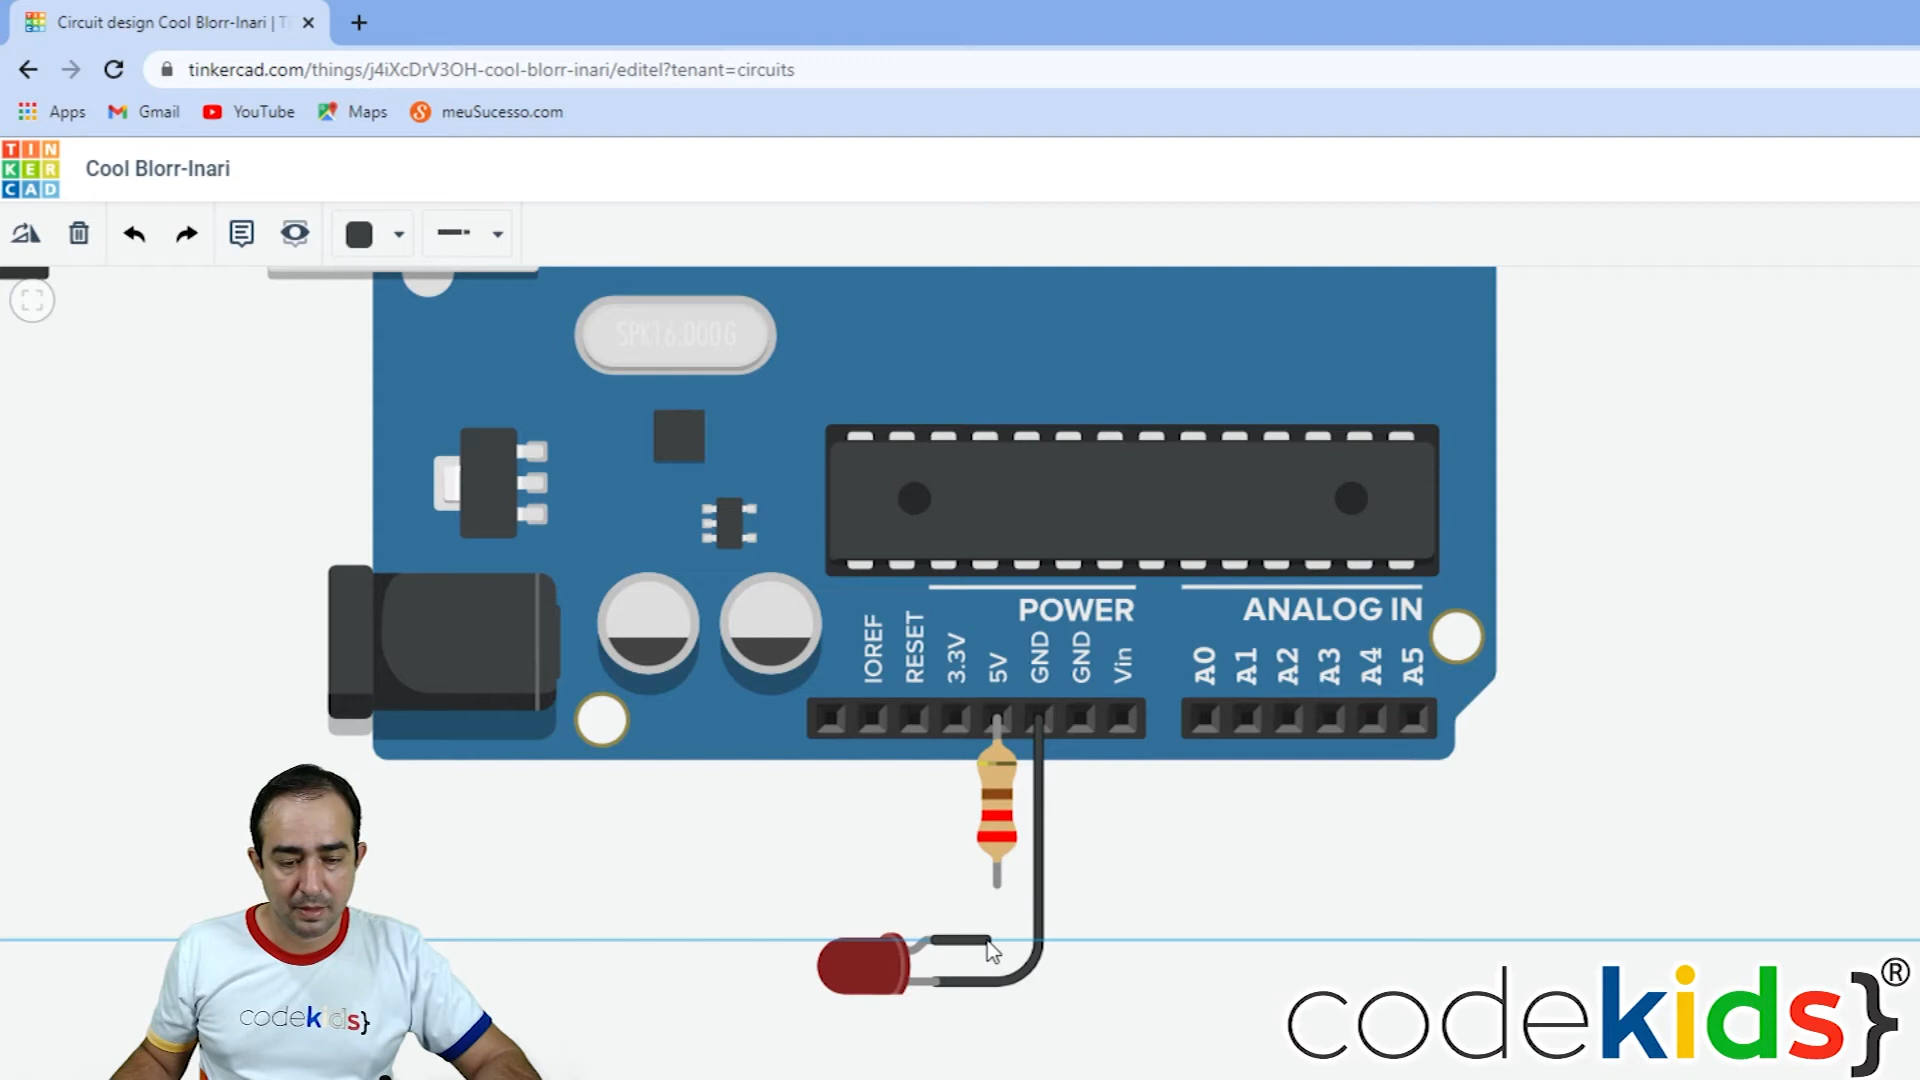 Circuit design Cool Blorr-Inari | T
tinkercad.com/things/j4iXcDrV3OH-cool-blorr-inari/editel?tenant=circuits
Apps Gmail YouTube Maps meuSucesso.com
TIN
KER
CAD
Cool Blorr-Inari
SPK16.000G
POWER
ANALOG IN
IOREF
RESET
3.3V
5V
GND
GND
Vin
A0
A1
A2
A3
A4
A5
codekids}
codekids}®